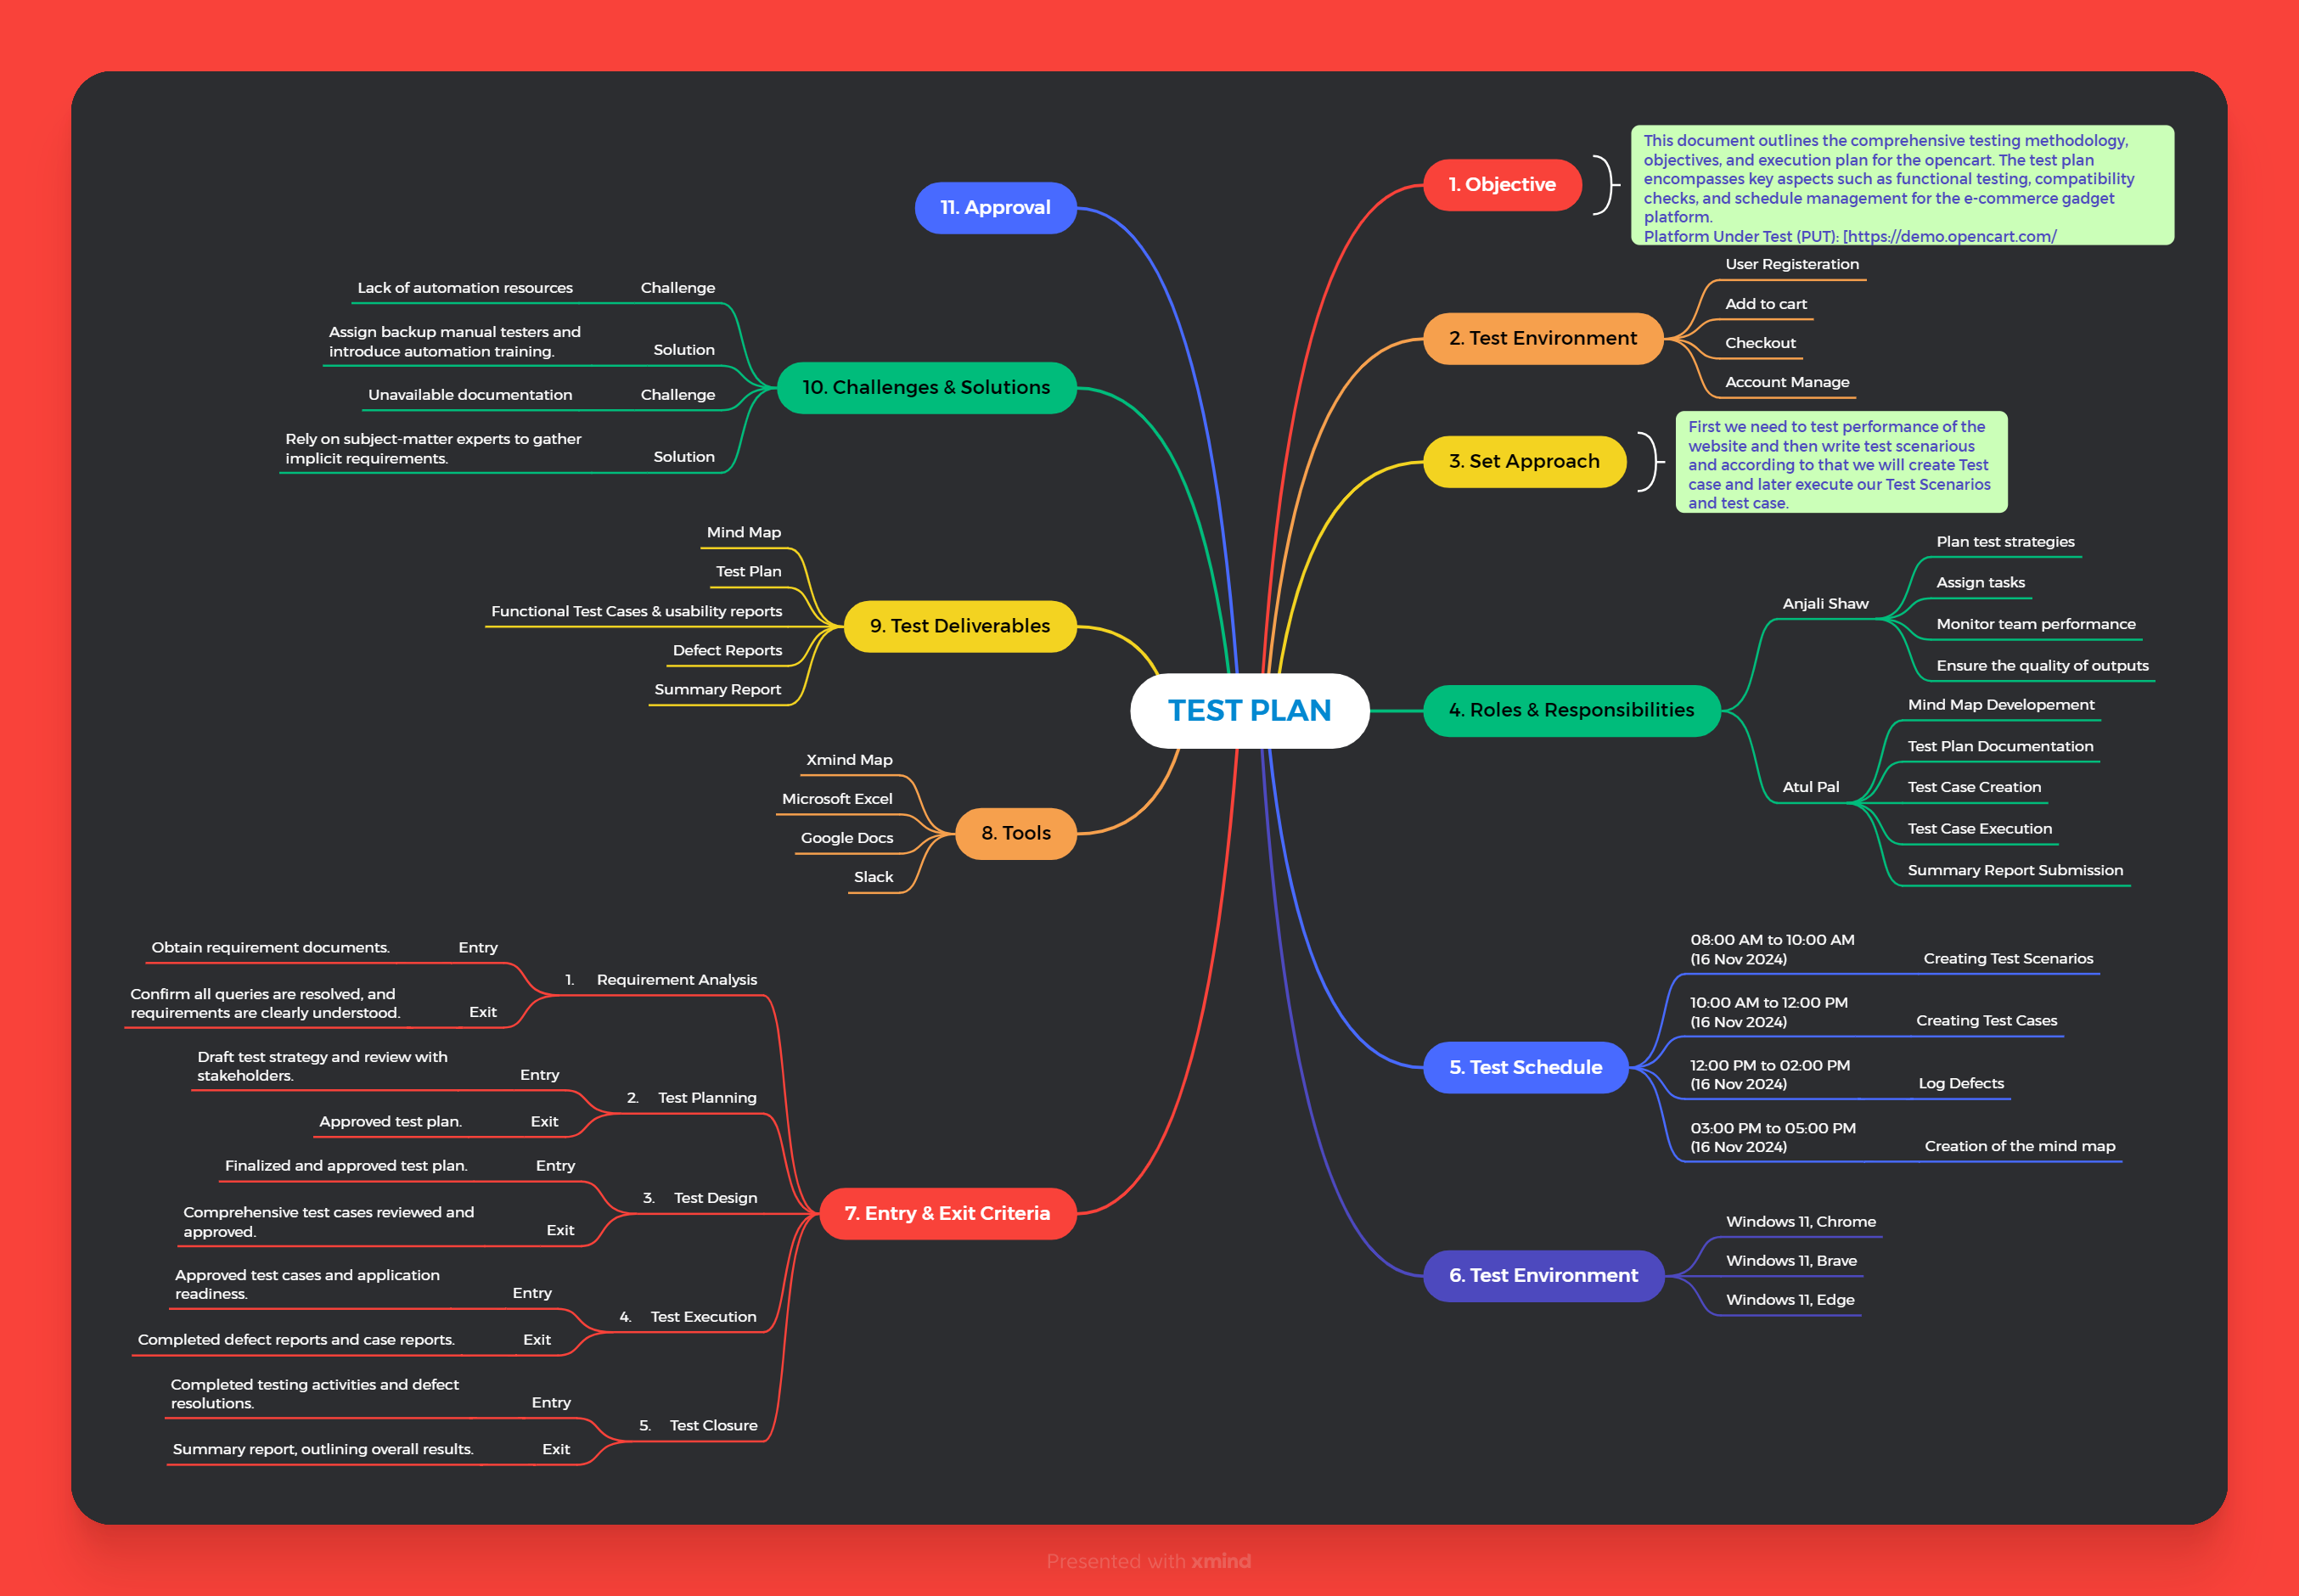 TEST PLAN
1. Objective
This document outlines the comprehensive testing methodology,
objectives, and execution plan for the opencart. The test plan
encompasses key aspects such as functional testing, compatibility
checks, and schedule management for the e-commerce gadget
platform.
Platform Under Test (PUT): [https://demo.opencart.com/
2. Test Environment
User Registeration
Add to cart
Checkout
Account Manage
3. Set Approach
First we need to test performance of the
website and then write test scenarious
and according to that we will create Test
case and later execute our Test Scenarios
and test case.
4. Roles & Responsibilities
Anjali Shaw
Plan test strategies
Assign tasks
Monitor team performance
Ensure the quality of outputs
Atul Pal
Mind Map Developement
Test Plan Documentation
Test Case Creation
Test Case Execution
Summary Report Submission
5. Test Schedule
08:00 AM to 10:00 AM
(16 Nov 2024)
Creating Test Scenarios
10:00 AM to 12:00 PM
(16 Nov 2024)
Creating Test Cases
12:00 PM to 02:00 PM
(16 Nov 2024)
Log Defects
03:00 PM to 05:00 PM
(16 Nov 2024)
Creation of the mind map
6. Test Environment
Windows 11, Chrome
Windows 11, Brave
Windows 11, Edge
7. Entry & Exit Criteria
1. Requirement Analysis
Entry
Obtain requirement documents.
Exit
Confirm all queries are resolved, and
requirements are clearly understood.
2. Test Planning
Entry
Draft test strategy and review with
stakeholders.
Exit
Approved test plan.
3. Test Design
Entry
Finalized and approved test plan.
Exit
Comprehensive test cases reviewed and
approved.
4. Test Execution
Entry
Approved test cases and application
readiness.
Exit
Completed defect reports and case reports.
5. Test Closure
Entry
Completed testing activities and defect
resolutions.
Exit
Summary report, outlining overall results.
8. Tools
Xmind Map
Microsoft Excel
Google Docs
Slack
9. Test Deliverables
Mind Map
Test Plan
Functional Test Cases & usability reports
Defect Reports
Summary Report
10. Challenges & Solutions
Challenge
Lack of automation resources
Solution
Assign backup manual testers and
introduce automation training.
Challenge
Unavailable documentation
Solution
Rely on subject-matter experts to gather
implicit requirements.
11. Approval
Presented with xmind